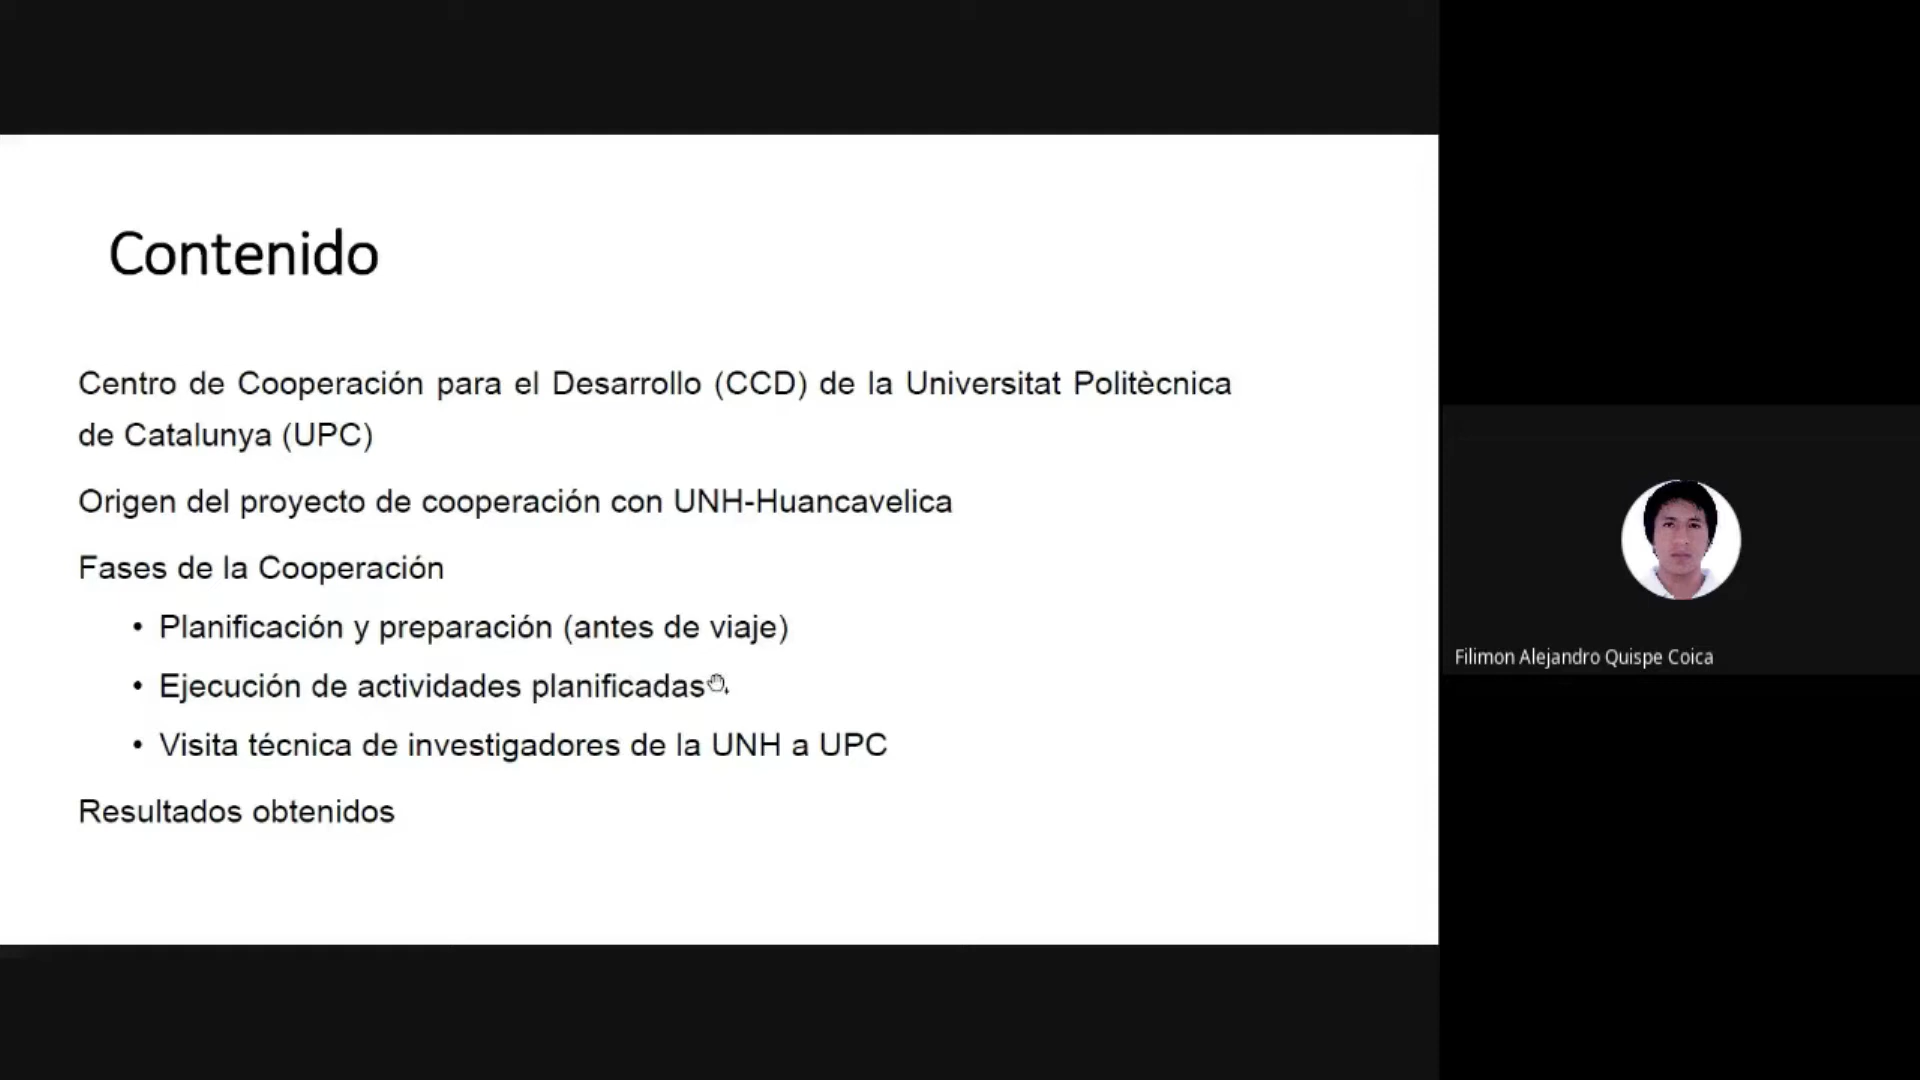 Contenido
Centro de Cooperación para el Desarrollo (CCD) de la Universitat Politècnica
de Catalunya (UPC)
Origen del proyecto de cooperación con UNH-Huancavelica
Fases de la Cooperación
• Planificación y preparación (antes de viaje)
• Ejecución de actividades planificadas
• Visita técnica de investigadores de la UNH a UPC
Resultados obtenidos
Filimon Alejandro Quispe Coica